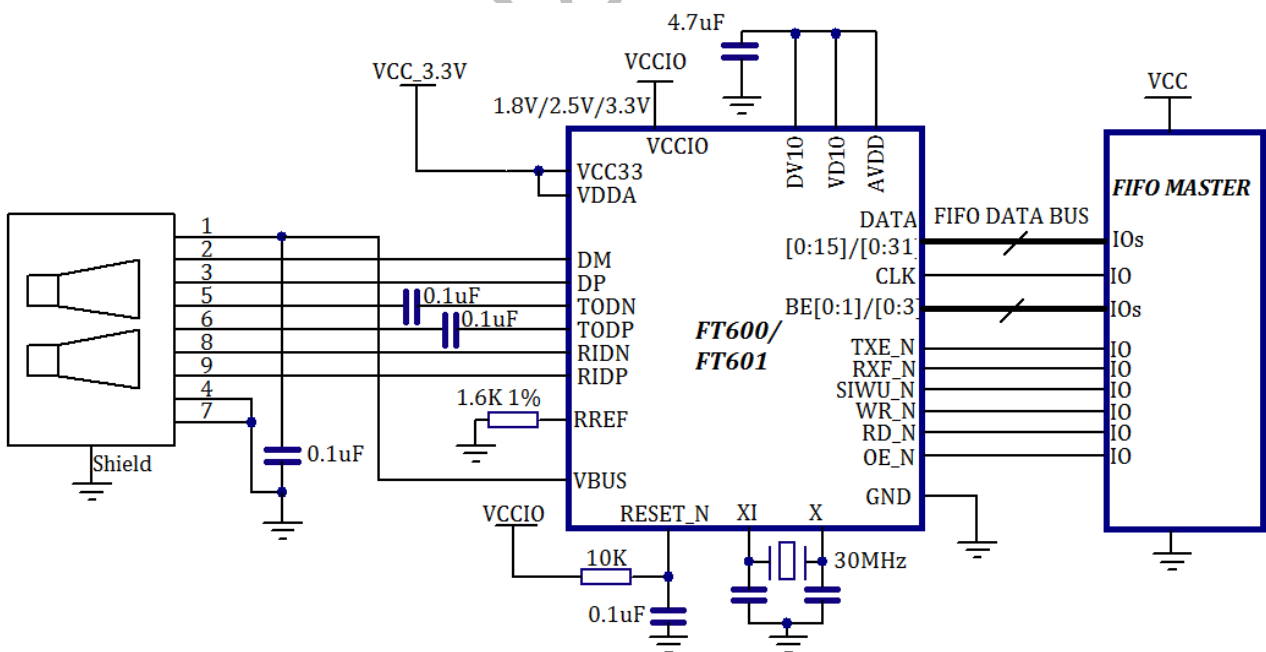 4.7uF
VCCIO
VCC_3.3V
VCC
1.8V/2.5V/3.3V
VCCIO
DV10
VD10
AVDD
VCC33
VDDA
FIFO MASTER
DATA
[0:15]/[0:31]
FIFO DATA BUS
IOs
1
2
3
5
6
8
9
4
7
DM
DP
TODN
TODP
RIDN
RIDP
0.1uF
0.1uF
CLK
IO
BE[0:1]/[0:3]
IOs
FT600/
FT601
TXE_N
RXF_N
SIWU_N
WR_N
RD_N
OE_N
IO
IO
IO
IO
IO
IO
1.6K 1%
RREF
Shield
0.1uF
VBUS
GND
VCCIO
RESET_N
XI
X
10K
30MHz
0.1uF